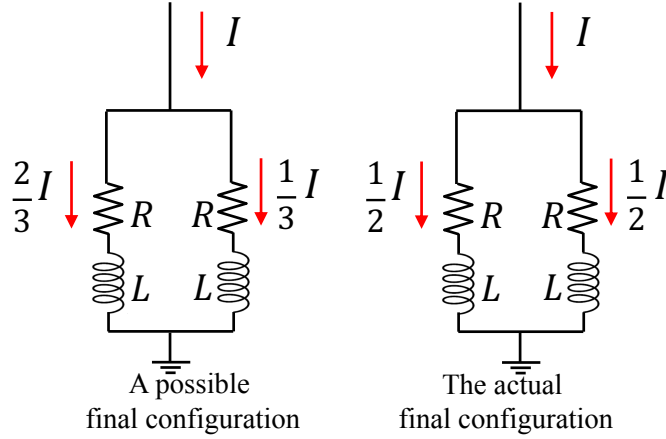 I
I
2/3 I
R
R
1/3 I
1/2 I
R
R
1/2 I
L
L
L
L
A possible
final configuration
The actual
final configuration